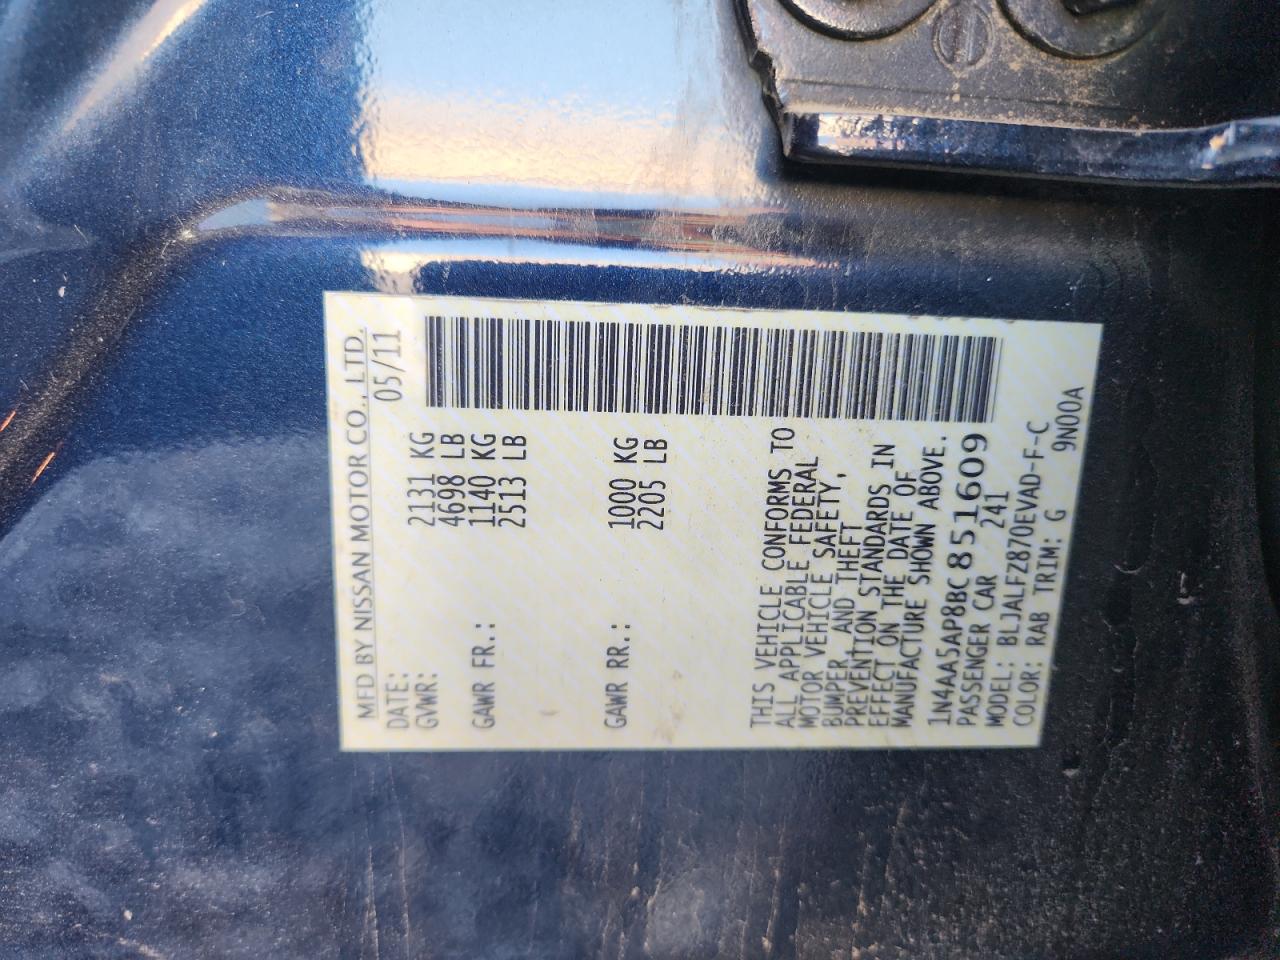 MFD BY NISSAN MOTOR CO., LTD.
DATE: 05/11
GVWR: 2131 KG
4698 LB
GAWR FR.: 1140 KG
2513 LB
GAWR RR.: 1000 KG
2205 LB
THIS VEHICLE CONFORMS TO
ALL APPLICABLE FEDERAL
MOTOR VEHICLE SAFETY,
BUMPER AND THEFT
PREVENTION STANDARDS IN
EFFECT ON THE DATE OF
MANUFACTURE SHOWN ABOVE.
1N4AA5AP8BC851609
PASSENGER CAR 241
MODEL: BLJALFZ870EVAD-F-C
COLOR: RAB TRIM: G 9N00A